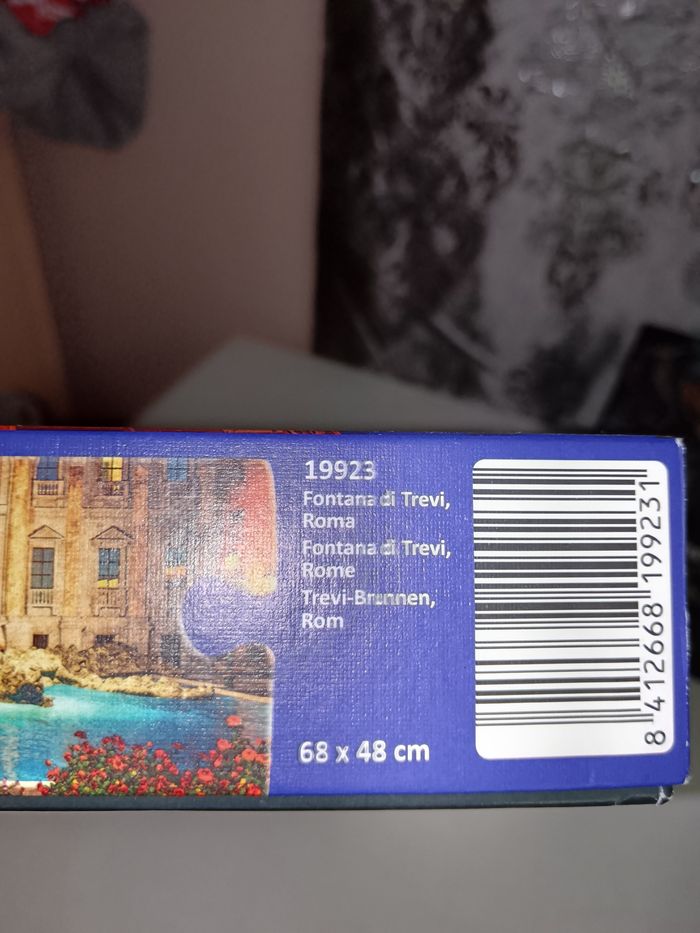 19923
Fontana di Trevi,
Roma
Fontana di Trevi,
Rome
Trevi-Brunnen,
Rom
68 x 48 cm
8 412668 199231